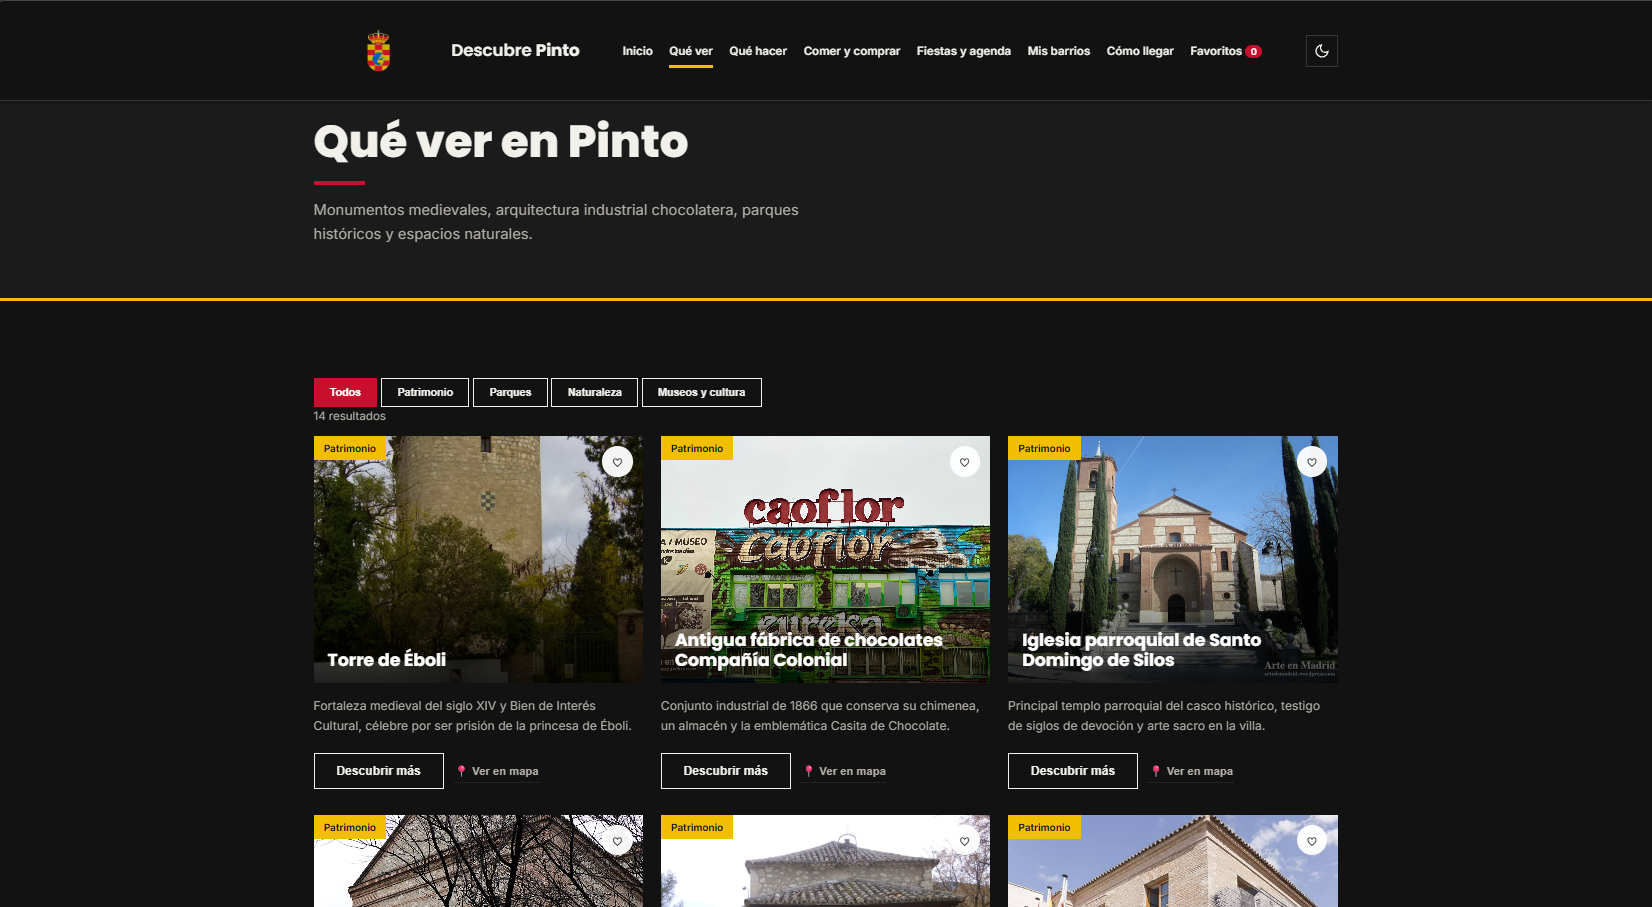 Descubre Pinto
Inicio
Qué ver
Qué hacer
Comer y comprar
Fiestas y agenda
Mis barrios
Cómo llegar
Favoritos 0
Qué ver en Pinto
Monumentos medievales, arquitectura industrial chocolatera, parques
históricos y espacios naturales.
Todos
Patrimonio
Parques
Naturaleza
Museos y cultura
14 resultados
Patrimonio
Torre de Éboli
Fortaleza medieval del siglo XIV y Bien de Interés
Cultural, célebre por ser prisión de la princesa de Éboli.
Descubrir más
Ver en mapa
Patrimonio
caoflor
A / MUSEO
Caoflor
eureka
Antigua fábrica de chocolates
Compañía Colonial
Conjunto industrial de 1866 que conserva su chimenea,
un almacén y la emblemática Casita de Chocolate.
Descubrir más
Ver en mapa
Patrimonio
Iglesia parroquial de Santo
Domingo de Silos
Arte en Madrid
artedemadrid.wordpress.com
Principal templo parroquial del casco histórico, testigo
de siglos de devoción y arte sacro en la villa.
Descubrir más
Ver en mapa
Patrimonio
Patrimonio
Patrimonio